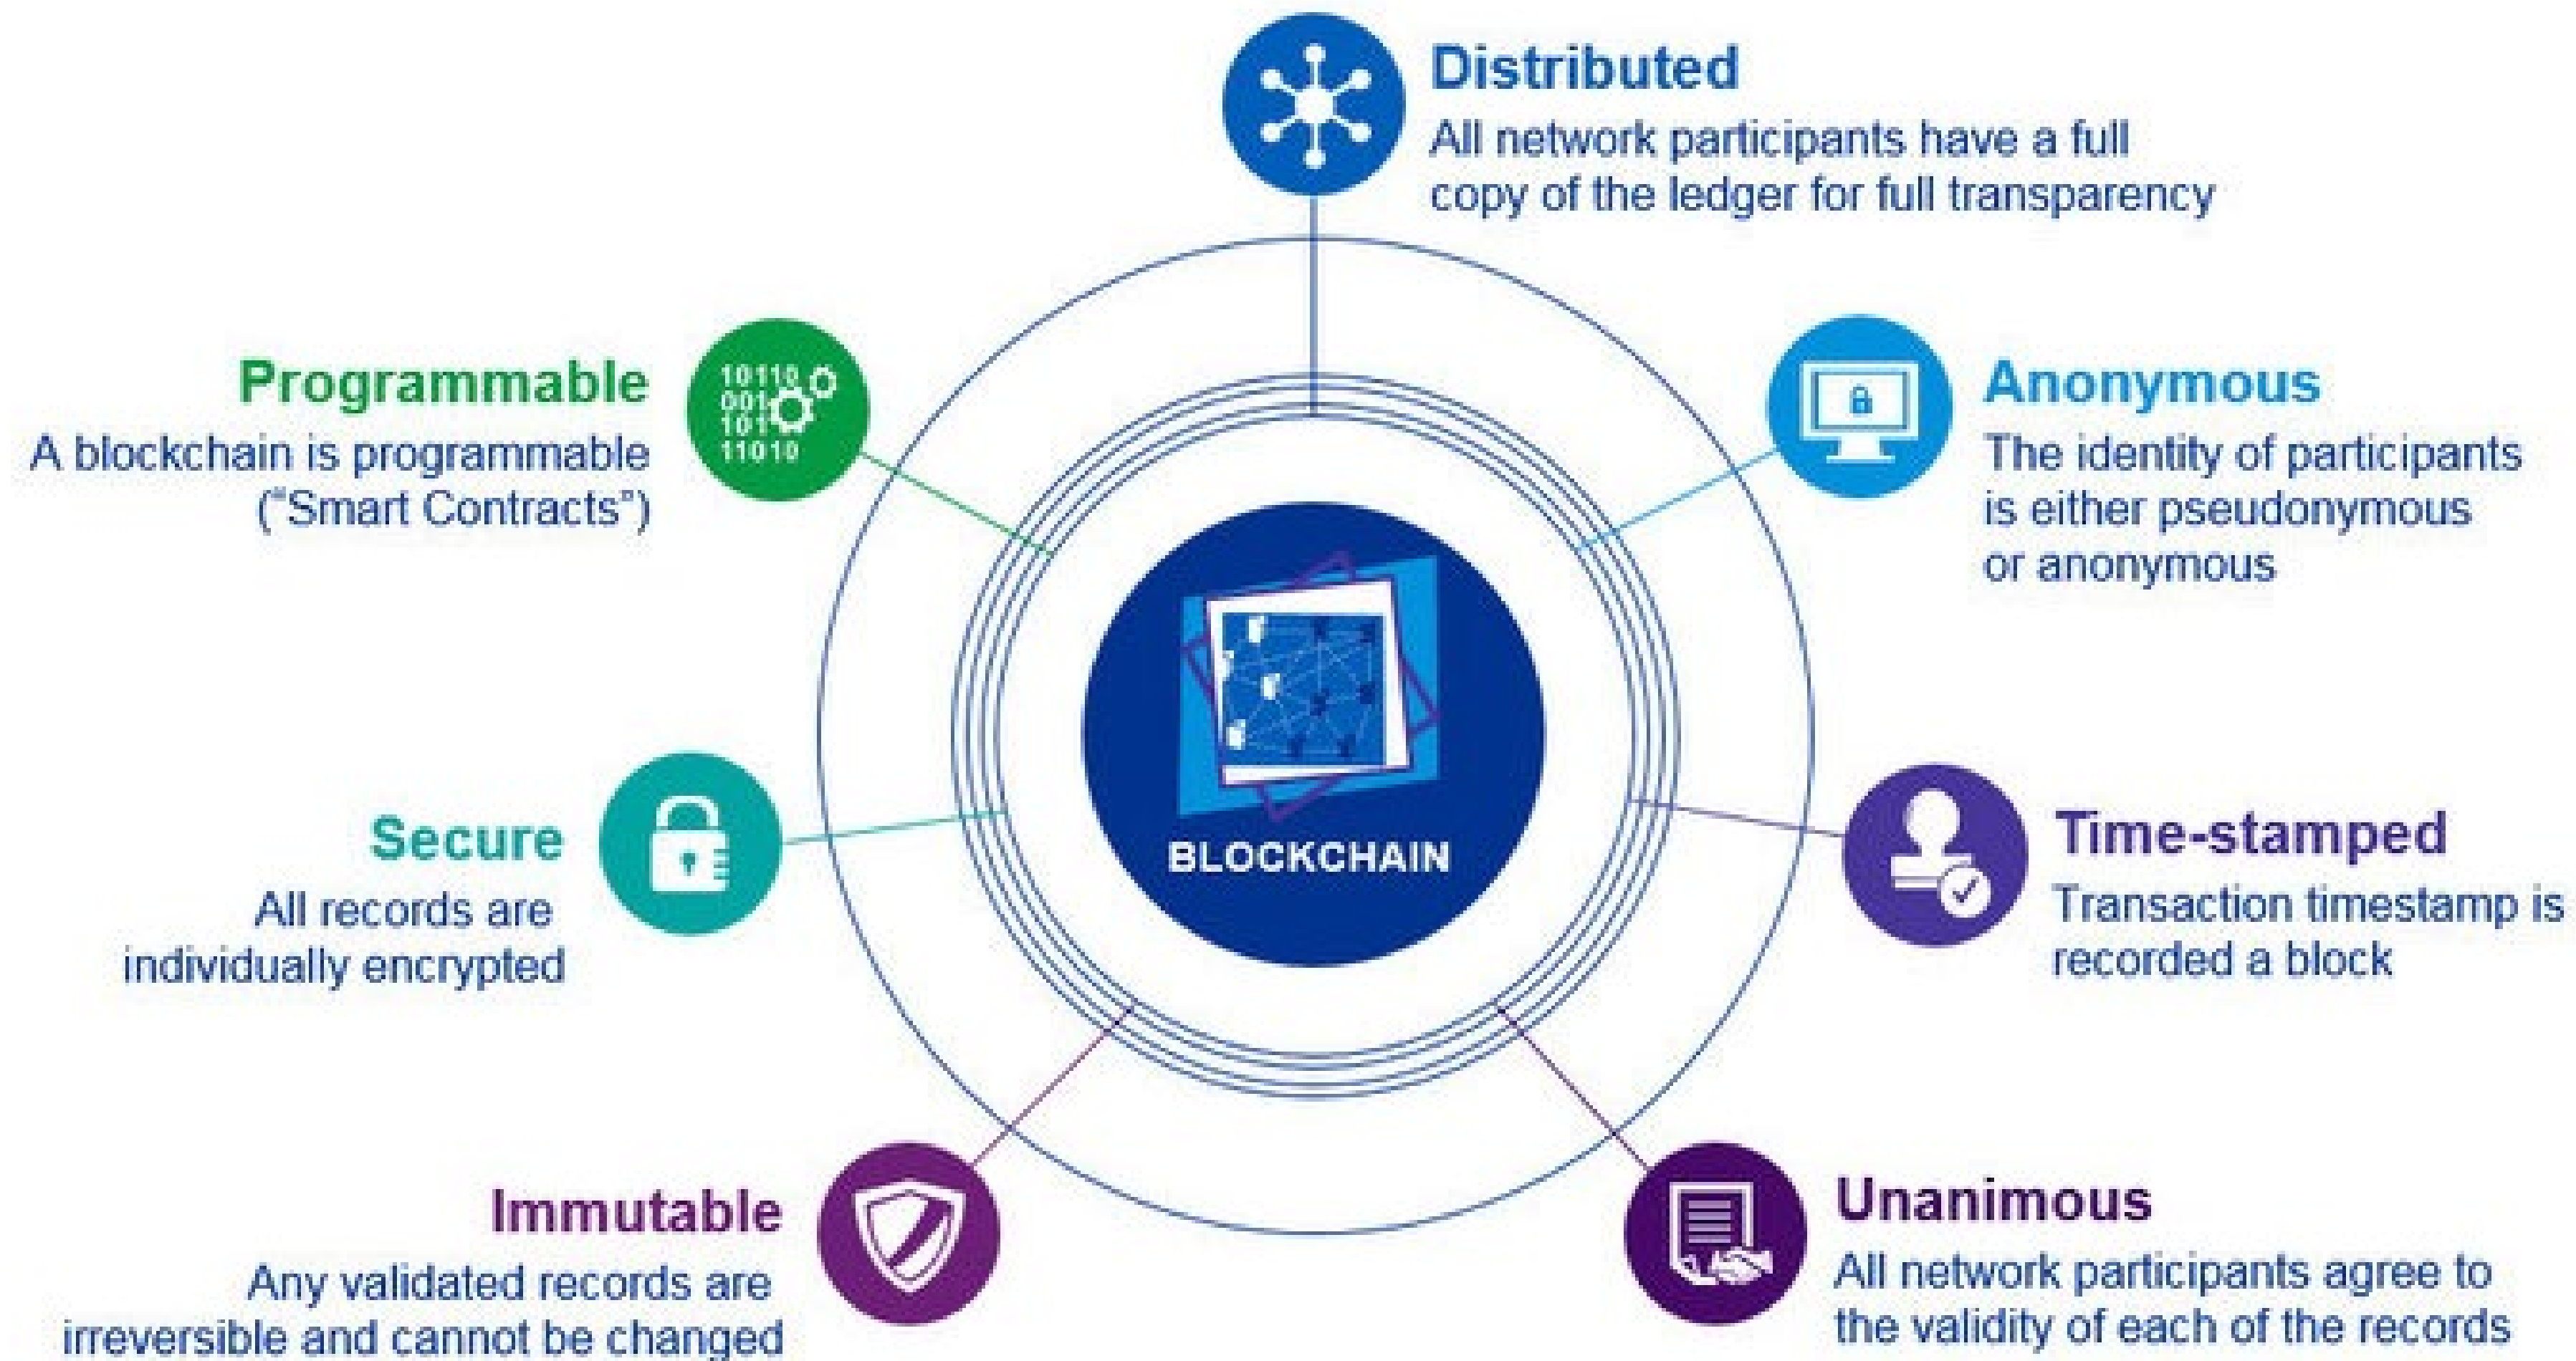 Distributed
All network participants have a full
copy of the ledger for full transparency
Programmable
A blockchain is programmable
(“Smart Contracts”)
10110
001
101
11010
Anonymous
The identity of participants
is either pseudonymous
or anonymous
BLOCKCHAIN
Secure
All records are
individually encrypted
Time-stamped
Transaction timestamp is
recorded a block
Immutable
Any validated records are
irreversible and cannot be changed
Unanimous
All network participants agree to
the validity of each of the records